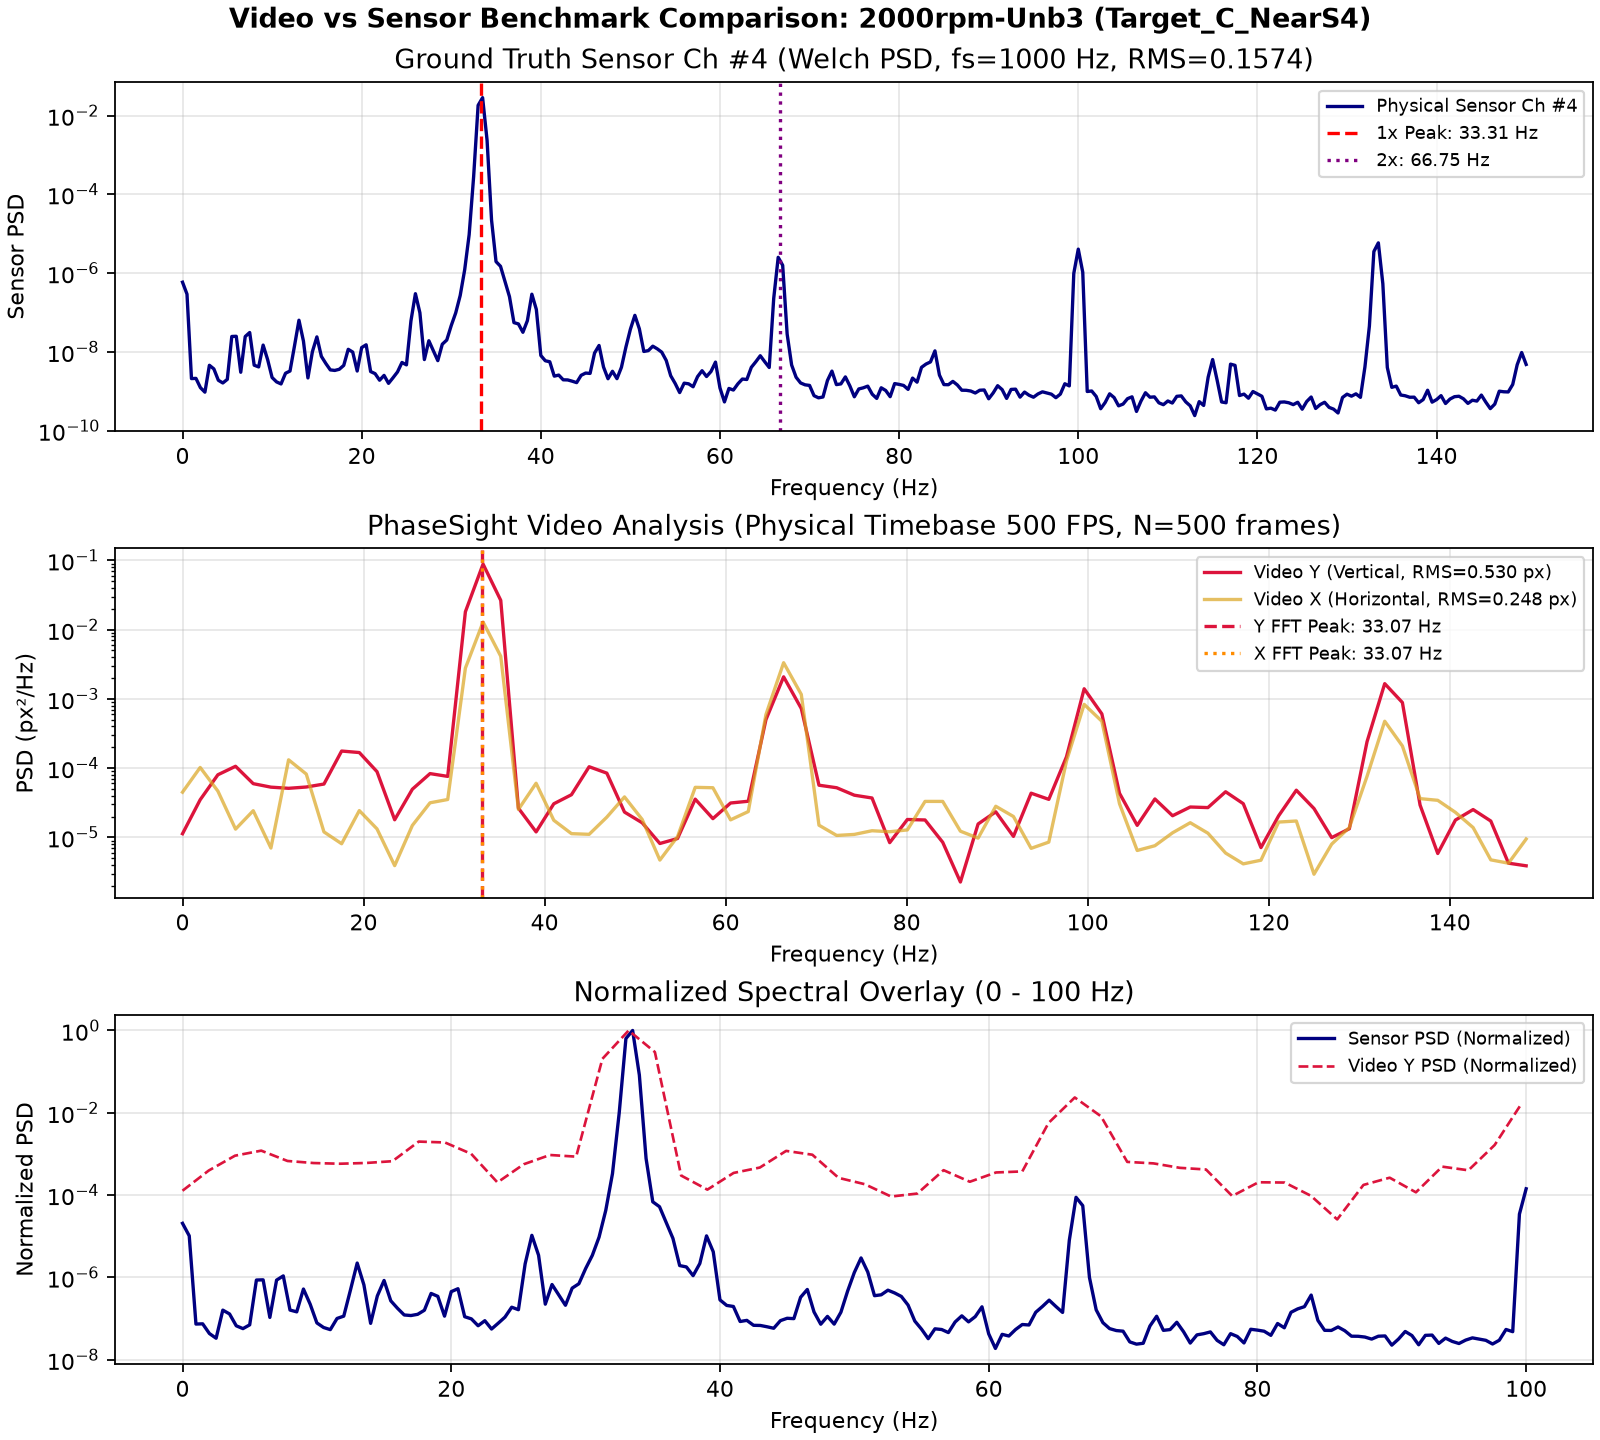 Video vs Sensor Benchmark Comparison: 2000rpm-Unb3 (Target_C_NearS4)
Ground Truth Sensor Ch #4 (Welch PSD, fs=1000 Hz, RMS=0.1574)
Sensor PSD
10⁻²
10⁻⁴
10⁻⁶
10⁻⁸
10⁻¹⁰
Physical Sensor Ch #4
1x Peak: 33.31 Hz
2x: 66.75 Hz
0 20 40 60 80 100 120 140
Frequency (Hz)
PhaseSight Video Analysis (Physical Timebase 500 FPS, N=500 frames)
PSD (px²/Hz)
10⁻¹
10⁻²
10⁻³
10⁻⁴
10⁻⁵
Video Y (Vertical, RMS=0.530 px)
Video X (Horizontal, RMS=0.248 px)
Y FFT Peak: 33.07 Hz
X FFT Peak: 33.07 Hz
0 20 40 60 80 100 120 140
Frequency (Hz)
Normalized Spectral Overlay (0 - 100 Hz)
Normalized PSD
10⁰
10⁻²
10⁻⁴
10⁻⁶
10⁻⁸
Sensor PSD (Normalized)
Video Y PSD (Normalized)
0 20 40 60 80 100
Frequency (Hz)